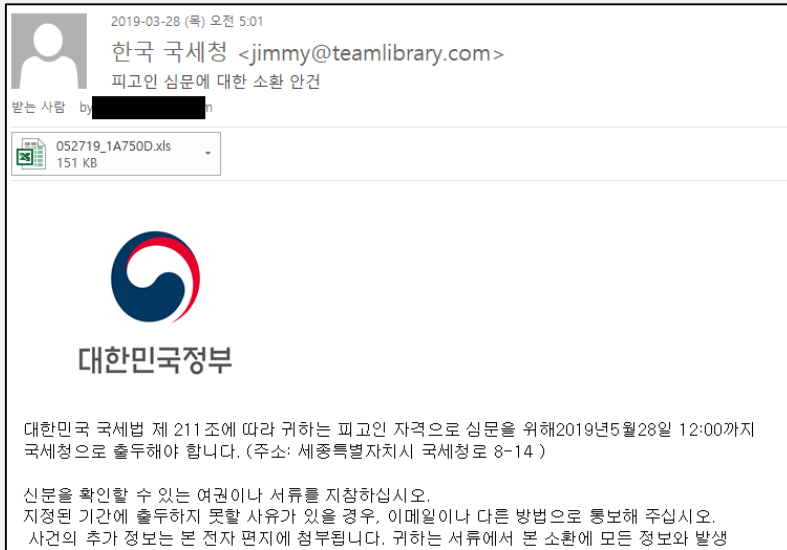 2019-03-28 (목) 오전 5:01
한국 국세청 <jimmy@teamlibrary.com>
피고인 심문에 대한 소환 안건
받는 사람 by n
052719_1A750D.xls
151 KB
대한민국정부
대한민국 국세법 제 211조에 따라 귀하는 피고인 자격으로 심문을 위해2019년5월28일 12:00까지
국세청으로 출두해야 합니다. (주소: 세종특별자치시 국세청로 8-14 )
신분을 확인할 수 있는 여권이나 서류를 지참하십시오.
지정된 기간에 출두하지 못할 사유가 있을 경우, 이메일이나 다른 방법으로 통보해 주십시오.
사건의 추가 정보는 본 전자 편지에 첨부됩니다. 귀하는 서류에서 본 소환에 모든 정보와 발생